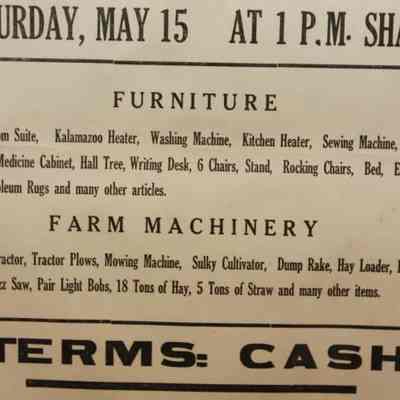 URDAY, MAY 15 AT 1 P.M. SHA
FURNITURE
om Suite, Kalamazoo Heater, Washing Machine, Kitchen Heater, Sewing Machine,
Medicine Cabinet, Hall Tree, Writing Desk, 6 Chairs, Stand, Rocking Chairs, Bed, E
oleum Rugs and many other articles.
FARM MACHINERY
ractor, Tractor Plows, Mowing Machine, Sulky Cultivator, Dump Rake, Hay Loader,
zz Saw, Pair Light Bobs, 18 Tons of Hay, 5 Tons of Straw and many other items.
TERMS: CASH